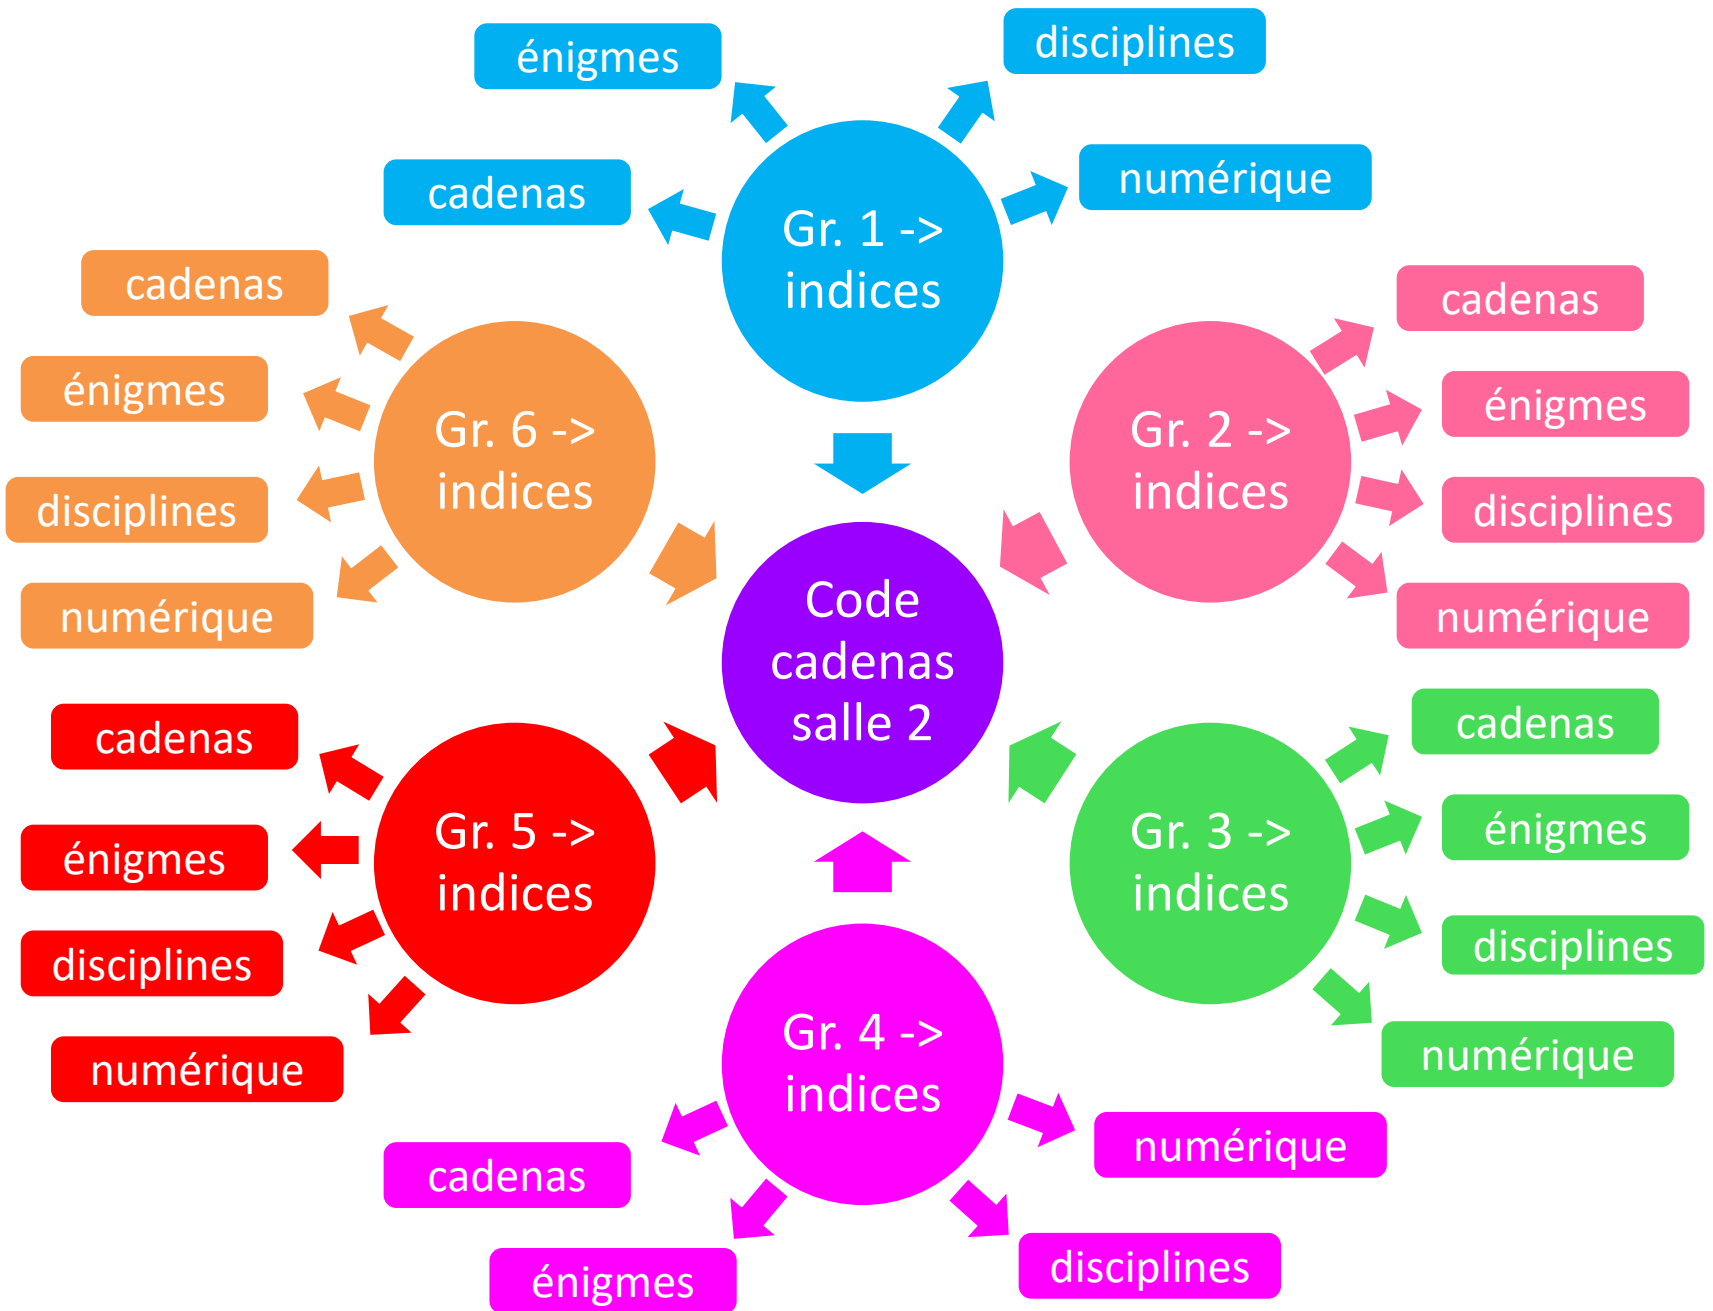 énigmes
disciplines
cadenas
numérique
Gr. 1 ->
indices
cadenas
énigmes
disciplines
numérique
Gr. 6 ->
indices
Gr. 2 ->
indices
cadenas
énigmes
disciplines
numérique
Code
cadenas
salle 2
cadenas
énigmes
disciplines
numérique
Gr. 5 ->
indices
Gr. 3 ->
indices
cadenas
énigmes
disciplines
numérique
Gr. 4 ->
indices
cadenas
énigmes
numérique
disciplines